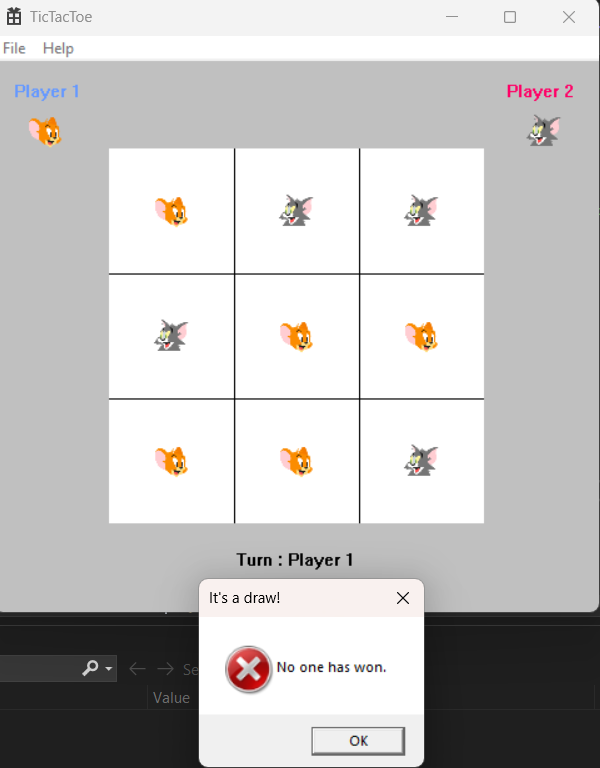 TicTacToe
File Help
Player 1
Player 2
Turn : Player 1
It's a draw!
No one has won.
OK
Se
Value